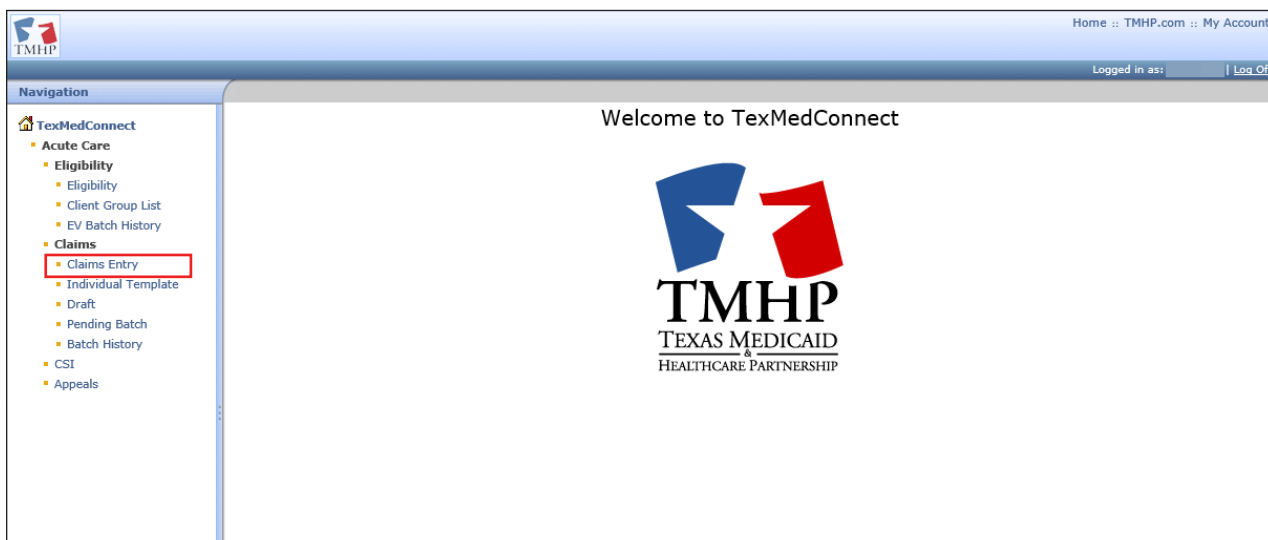 TMHP
Home :: TMHP.com :: My Account
Logged in as: | Log Of
Navigation
TexMedConnect
Acute Care
Eligibility
Eligibility
Client Group List
EV Batch History
Claims
Claims Entry
Individual Template
Draft
Pending Batch
Batch History
CSI
Appeals
Welcome to TexMedConnect
TMHP
TEXAS MEDICAID
&
HEALTHCARE PARTNERSHIP